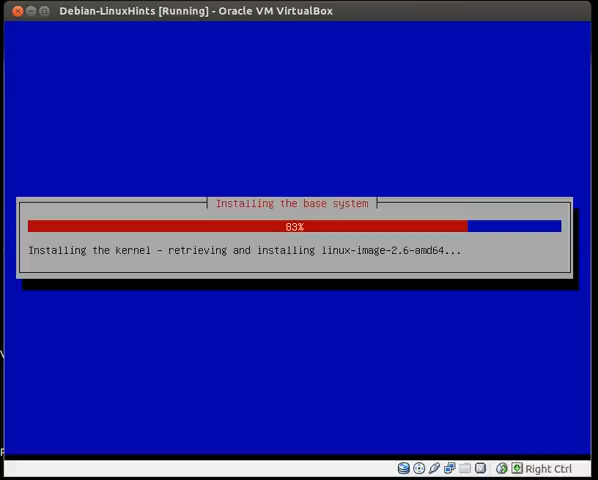 Debian-LinuxHints [Running] - Oracle VM VirtualBox
Installing the base system
83%
Installing the kernel – retrieving and installing linux-image-2.6-amd64...
Right Ctrl